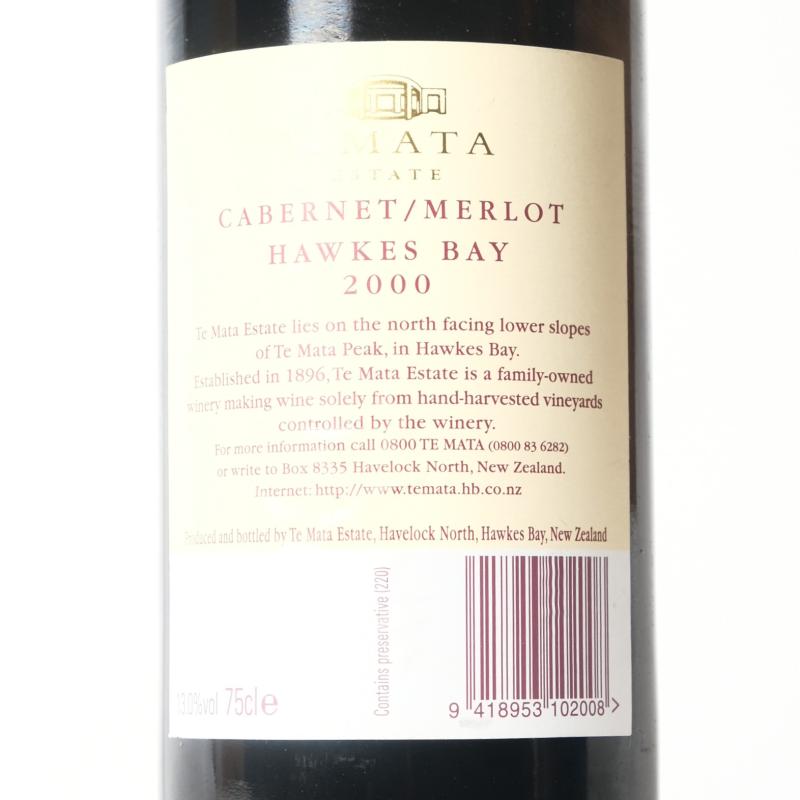 TE MATA
ESTATE
CABERNET/MERLOT
HAWKES BAY
2000
Te Mata Estate lies on the north facing lower slopes
of Te Mata Peak, in Hawkes Bay.
Established in 1896, Te Mata Estate is a family-owned
winery making wine solely from hand-harvested vineyards
controlled by the winery.
For more information call 0800 TE MATA (0800 83 6282)
or write to Box 8335 Havelock North, New Zealand.
Internet: http://www.temata.hb.co.nz
Produced and bottled by Te Mata Estate, Havelock North, Hawkes Bay, New Zealand
Contains preservative (220)
13.0%vol 75cl e
9 418953 102008 >